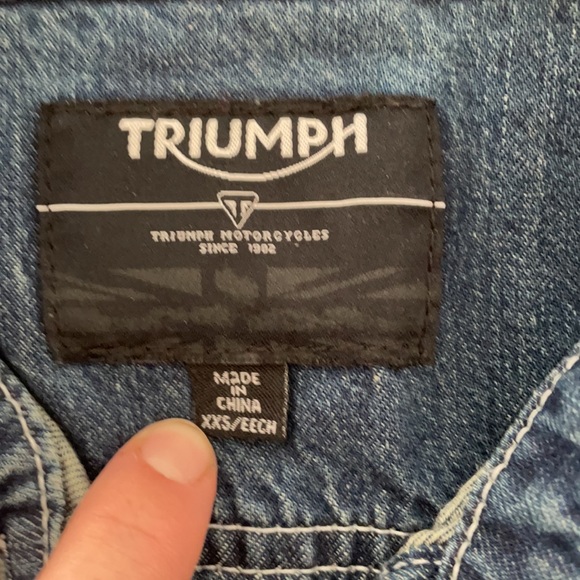 TRIUMPH
TRIUMPH MOTORCYCLES
SINCE 1902
MADE
IN
CHINA
XXS/EECH